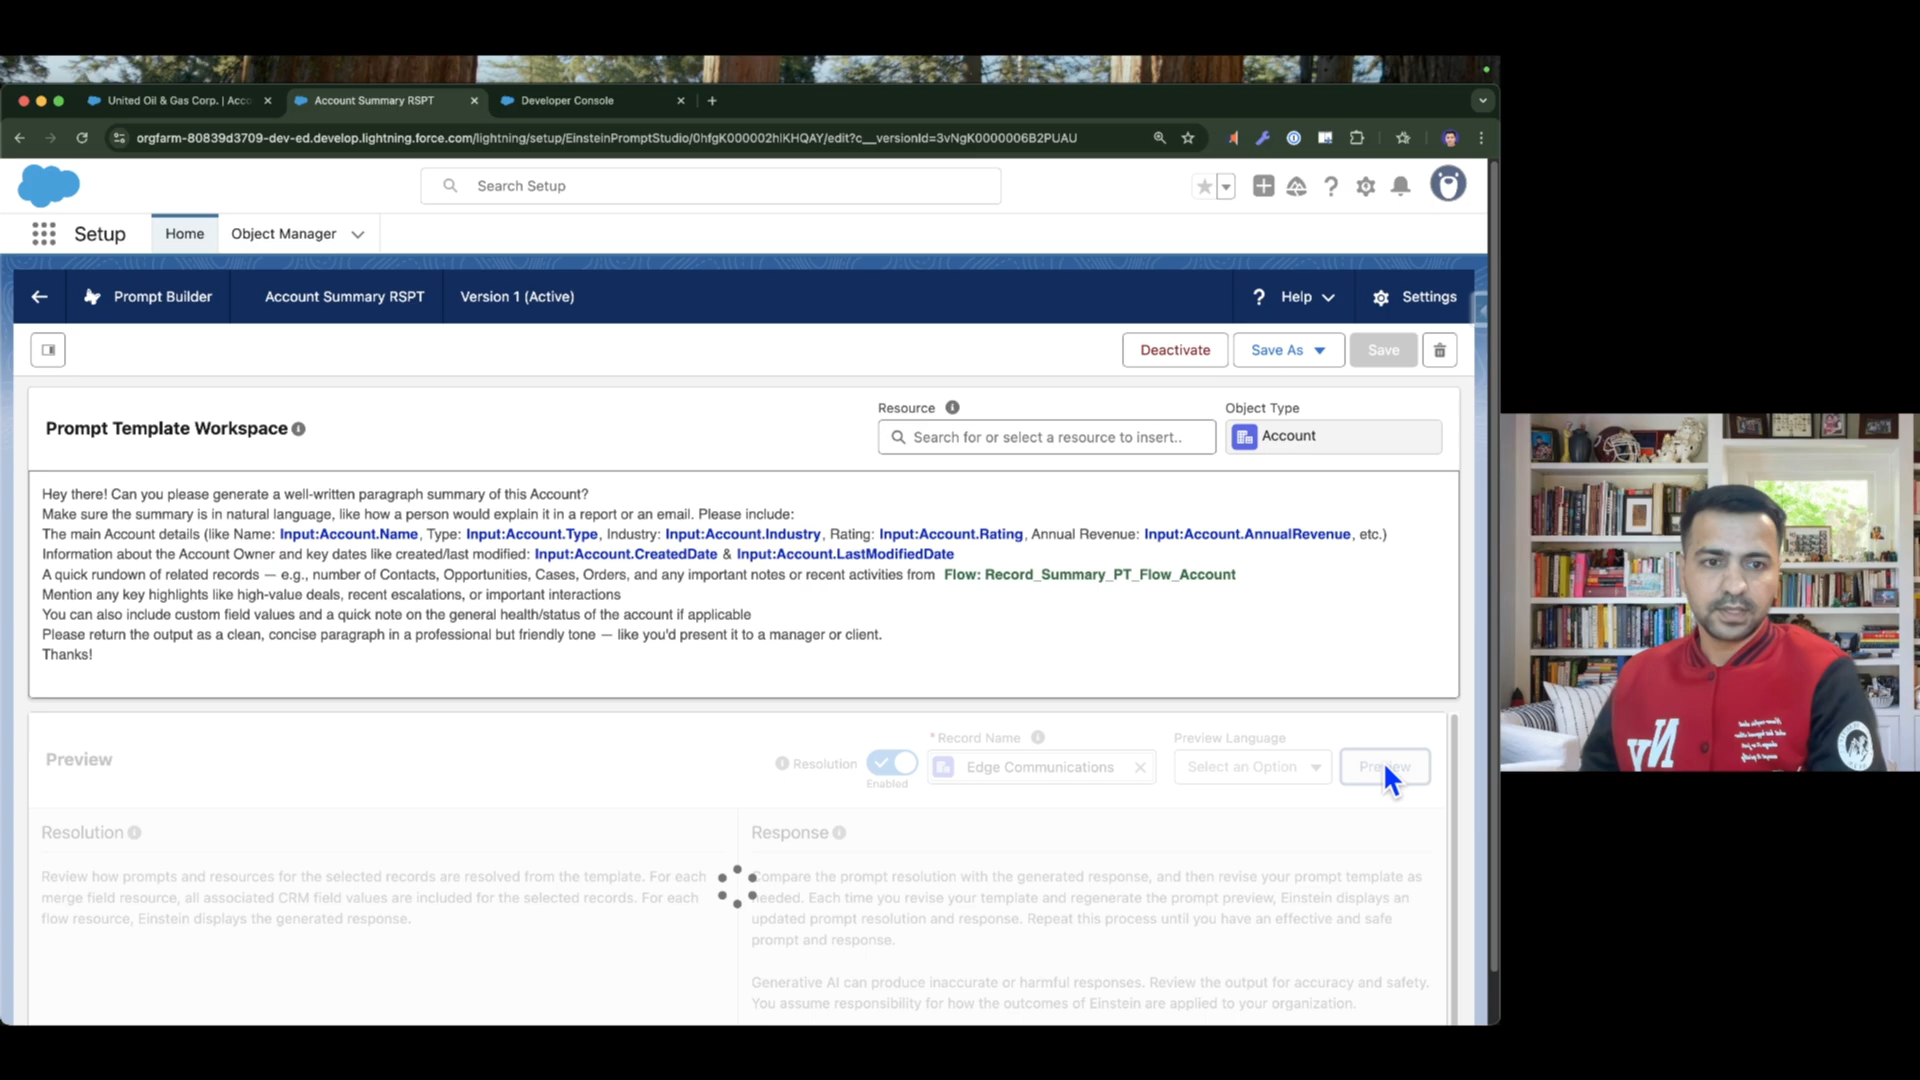 United Oil & Gas Corp. | Acco
Account Summary RSPT
Developer Console
orgfarm-80839d3709-dev-ed.develop.lightning.force.com/lightning/setup/EinsteinPromptStudio/0hfgK000002hlKHQAY/edit?c__versionId=3vNgK0000006B2PUAU
Search Setup
Setup
Home
Object Manager
Prompt Builder
Account Summary RSPT
Version 1 (Active)
Help
Settings
Deactivate
Save As
Save
Prompt Template Workspace
Resource
Search for or select a resource to insert..
Object Type
Account
Hey there! Can you please generate a well-written paragraph summary of this Account?
Make sure the summary is in natural language, like how a person would explain it in a report or an email. Please include:
The main Account details (like Name: Input:Account.Name, Type: Input:Account.Type, Industry: Input:Account.Industry, Rating: Input:Account.Rating, Annual Revenue: Input:Account.AnnualRevenue, etc.)
Information about the Account Owner and key dates like created/last modified: Input:Account.CreatedDate & Input:Account.LastModifiedDate
A quick rundown of related records — e.g., number of Contacts, Opportunities, Cases, Orders, and any important notes or recent activities from Flow: Record_Summary_PT_Flow_Account
Mention any key highlights like high-value deals, recent escalations, or important interactions
You can also include custom field values and a quick note on the general health/status of the account if applicable
Please return the output as a clean, concise paragraph in a professional but friendly tone — like you'd present it to a manager or client.
Thanks!
Preview
Resolution
Enabled
* Record Name
Edge Communications
Preview Language
Select an Option
Preview
Resolution
Review how prompts and resources for the selected records are resolved from the template. For each
merge field resource, all associated CRM field values are included for the selected records. For each
flow resource, Einstein displays the generated response.
Response
Compare the prompt resolution with the generated response, and then revise your prompt template as
needed. Each time you revise your template and regenerate the prompt preview, Einstein displays an
updated prompt resolution and response. Repeat this process until you have an effective and safe
prompt and response.
Generative AI can produce inaccurate or harmful responses. Review the output for accuracy and safety.
You assume responsibility for how the outcomes of Einstein are applied to your organization.